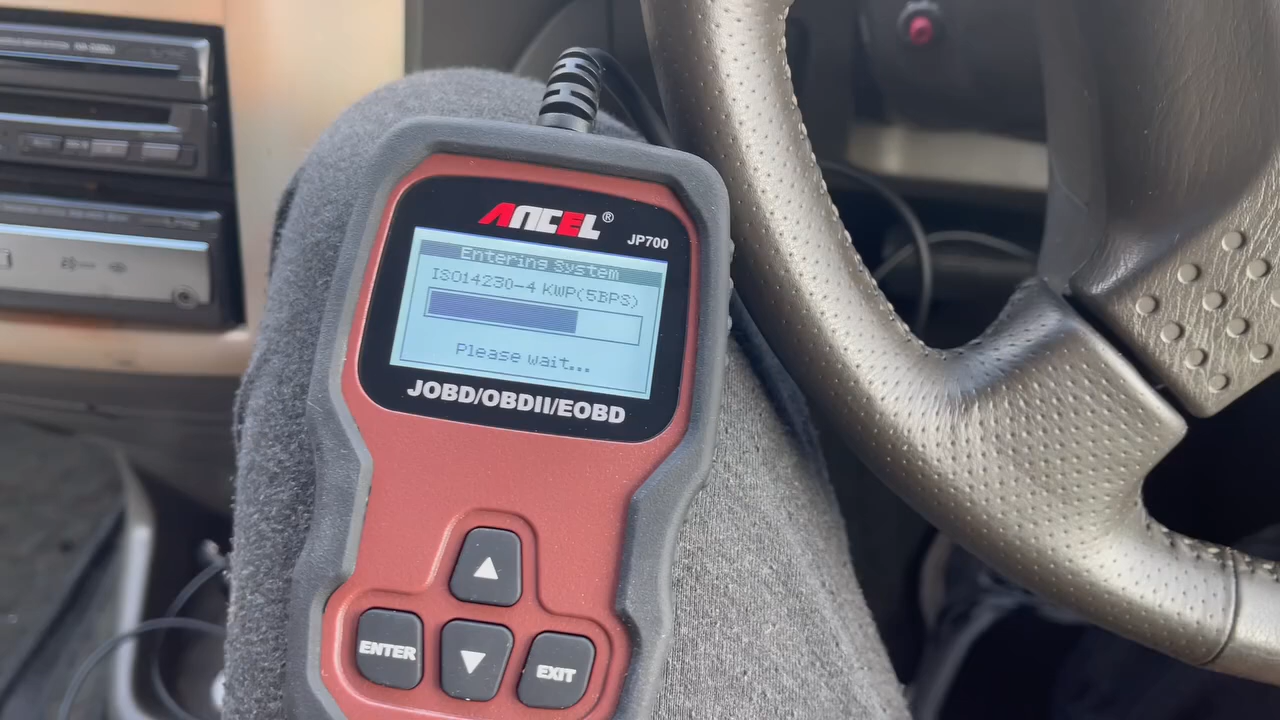 ANCEL®
JP700
Entering System
ISO14230-4 KWP(5BPS)
Please wait...
JOBD/OBDII/EOBD
ENTER
EXIT